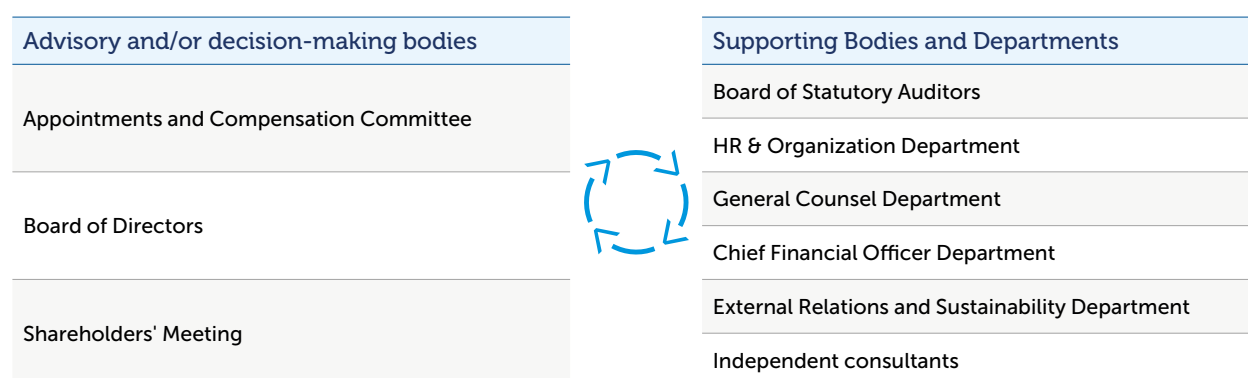 Advisory and/or decision-making bodies
Appointments and Compensation Committee
Board of Directors
Shareholders' Meeting
Supporting Bodies and Departments
Board of Statutory Auditors
HR & Organization Department
General Counsel Department
Chief Financial Officer Department
External Relations and Sustainability Department
Independent consultants